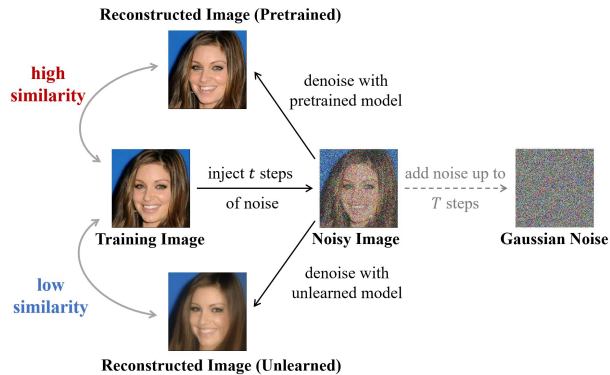 Reconstructed Image (Pretrained)
high
similarity
denoise with
pretrained model
inject t steps
of noise
add noise up to
T steps
Training Image
Noisy Image
Gaussian Noise
low
similarity
denoise with
unlearned model
Reconstructed Image (Unlearned)